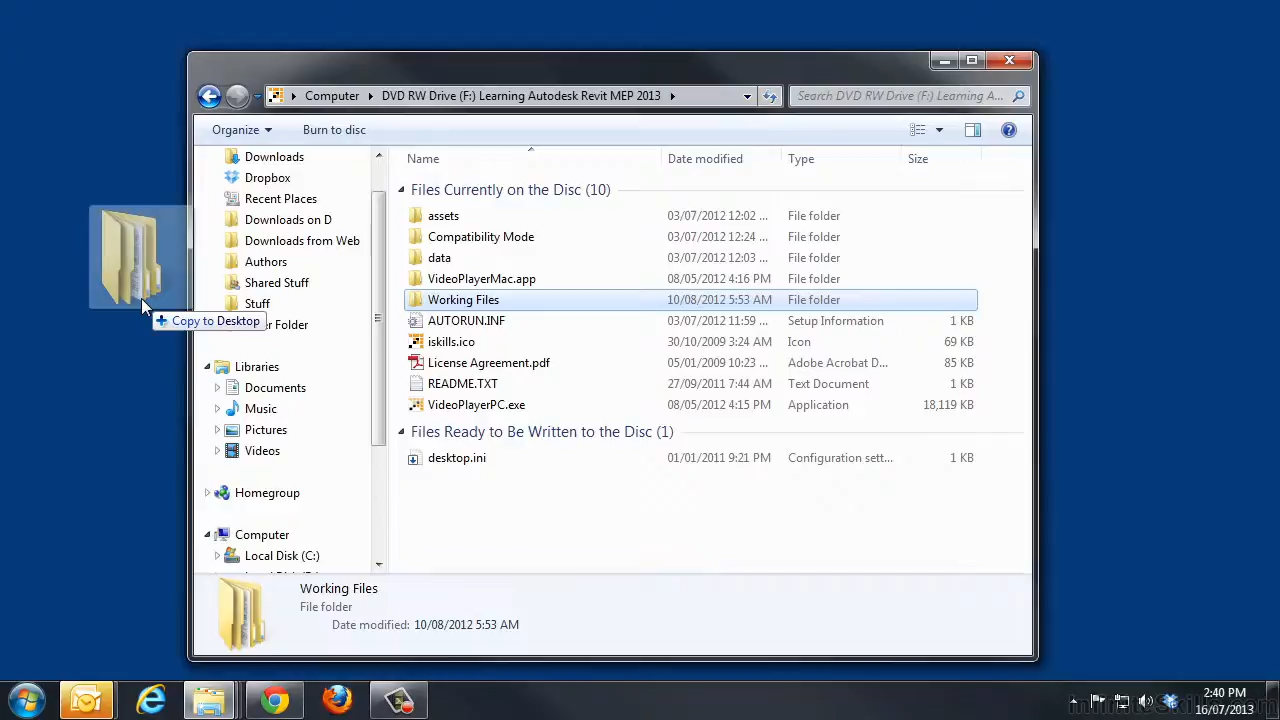 Computer DVD RW Drive (F:) Learning Autodesk Revit MEP 2013
Search DVD RW Drive (F:) Learning A...
Organize
Burn to disc
Downloads
Dropbox
Recent Places
Downloads on D
Downloads from Web
Authors
Shared Stuff
Stuff
r Folder
Copy to Desktop
Libraries
Documents
Music
Pictures
Videos
Homegroup
Computer
Local Disk (C:)
Name Date modified Type Size
Files Currently on the Disc (10)
assets 03/07/2012 12:02 ... File folder
Compatibility Mode 03/07/2012 12:24 ... File folder
data 03/07/2012 12:03 ... File folder
VideoPlayerMac.app 08/05/2012 4:16 PM File folder
Working Files 10/08/2012 5:53 AM File folder
AUTORUN.INF 03/07/2012 11:59 ... Setup Information 1 KB
iskills.ico 30/10/2009 3:24 AM Icon 69 KB
License Agreement.pdf 05/01/2009 10:23 ... Adobe Acrobat D... 85 KB
README.TXT 27/09/2011 7:44 AM Text Document 1 KB
VideoPlayerPC.exe 08/05/2012 4:15 PM Application 18,119 KB
Files Ready to Be Written to the Disc (1)
desktop.ini 01/01/2011 9:21 PM Configuration sett... 1 KB
Working Files
File folder
Date modified: 10/08/2012 5:53 AM
2:40 PM
16/07/2013